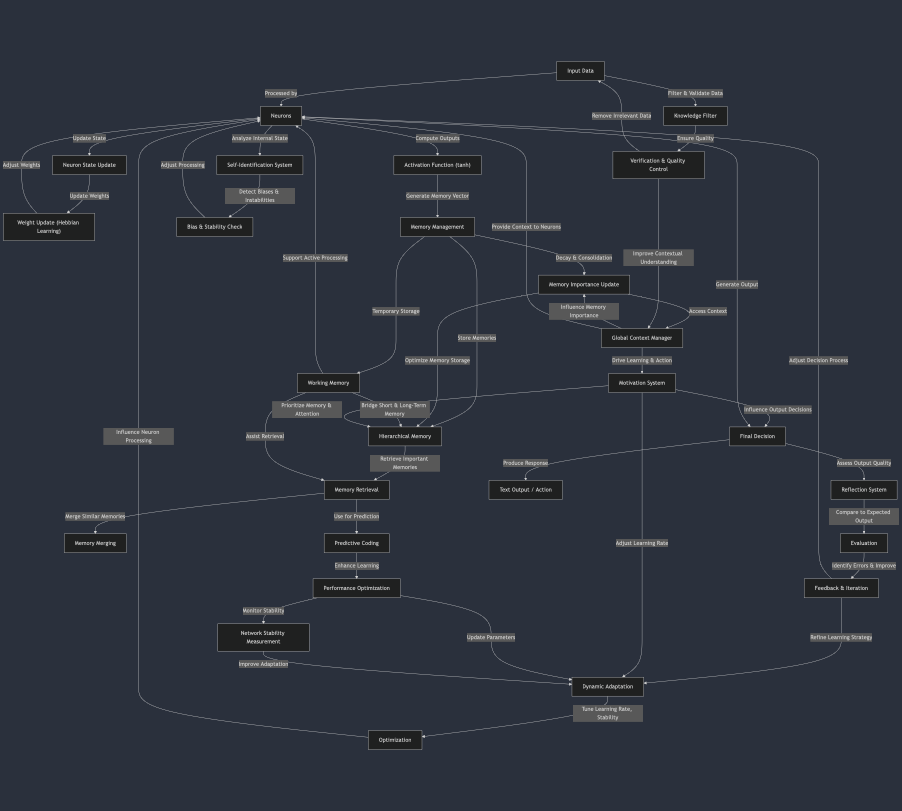 Input Data
Processed by
Filter & Validate Data
Neurons
Remove Irrelevant Data
Knowledge Filter
Update State
Analyze Internal State
Compute Outputs
Ensure Quality
Adjust Weights
Neuron State Update
Adjust Processing
Self-Identification System
Activation Function (tanh)
Verification & Quality
Control
Update Weights
Detect Biases &
Instabilities
Generate Memory Vector
Weight Update (Hebbian
Learning)
Bias & Stability Check
Memory Management
Provide Context to Neurons
Support Active Processing
Decay & Consolidation
Improve Contextual
Understanding
Memory Importance Update
Generate Output
Temporary Storage
Influence Memory
Importance
Access Context
Store Memories
Global Context Manager
Optimize Memory Storage
Drive Learning & Action
Adjust Decision Process
Working Memory
Motivation System
Prioritize Memory &
Attention
Bridge Short & Long-Term
Memory
Influence Output Decisions
Influence Neuron
Processing
Assist Retrieval
Hierarchical Memory
Final Decision
Retrieve Important
Memories
Produce Response
Assess Output Quality
Memory Retrieval
Text Output / Action
Reflection System
Merge Similar Memories
Use for Prediction
Compare to Expected
Output
Memory Merging
Predictive Coding
Adjust Learning Rate
Evaluation
Enhance Learning
Identify Errors & Improve
Performance Optimization
Feedback & Iteration
Monitor Stability
Network Stability
Measurement
Update Parameters
Refine Learning Strategy
Improve Adaptation
Dynamic Adaptation
Tune Learning Rate,
Stability
Optimization